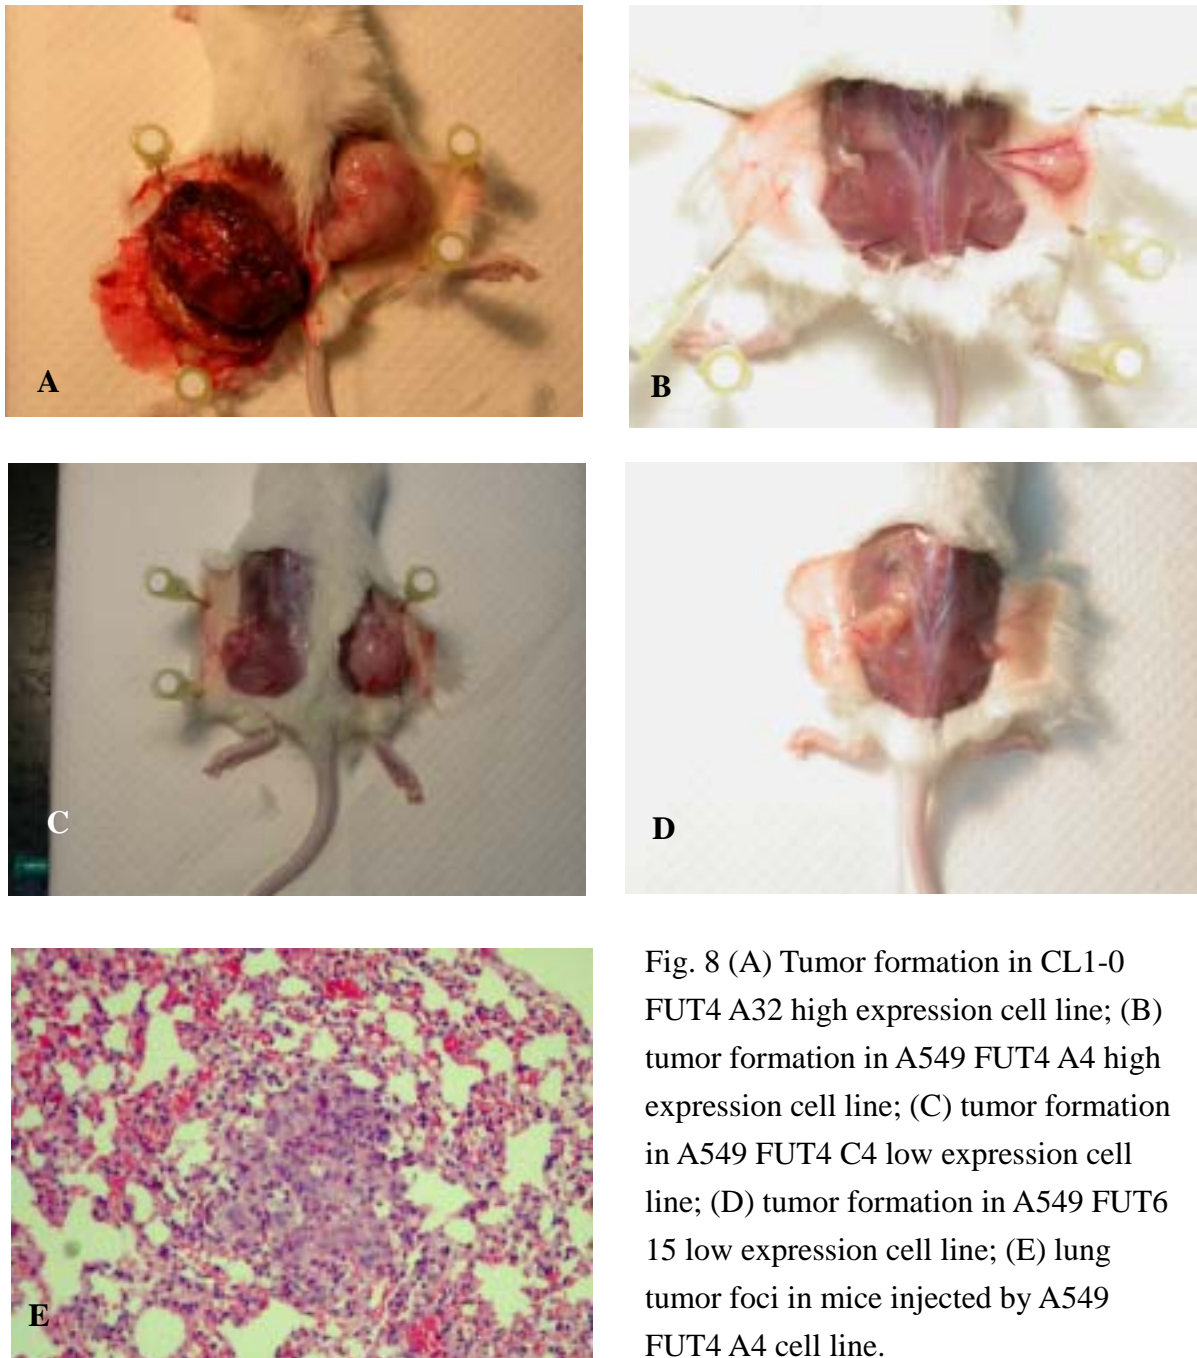 A
B
C
D
E
Fig. 8 (A) Tumor formation in CL1-0
FUT4 A32 high expression cell line; (B)
tumor formation in A549 FUT4 A4 high
expression cell line; (C) tumor formation
in A549 FUT4 C4 low expression cell
line; (D) tumor formation in A549 FUT6
15 low expression cell line; (E) lung
tumor foci in mice injected by A549
FUT4 A4 cell line.